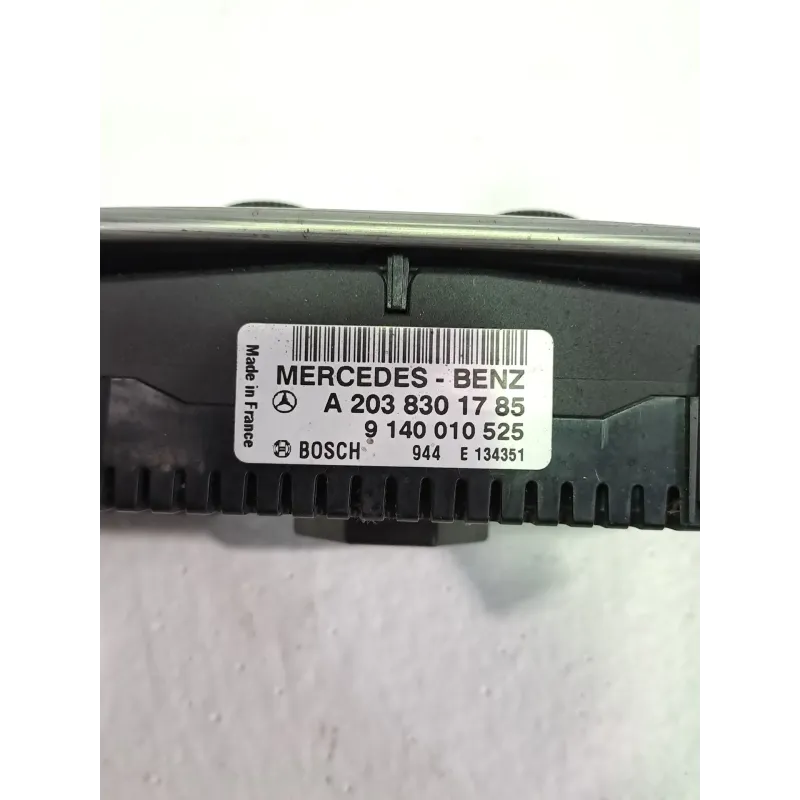 Made in France
MERCEDES - BENZ
A 203 830 17 85
9 140 010 525
BOSCH 944 E 134351